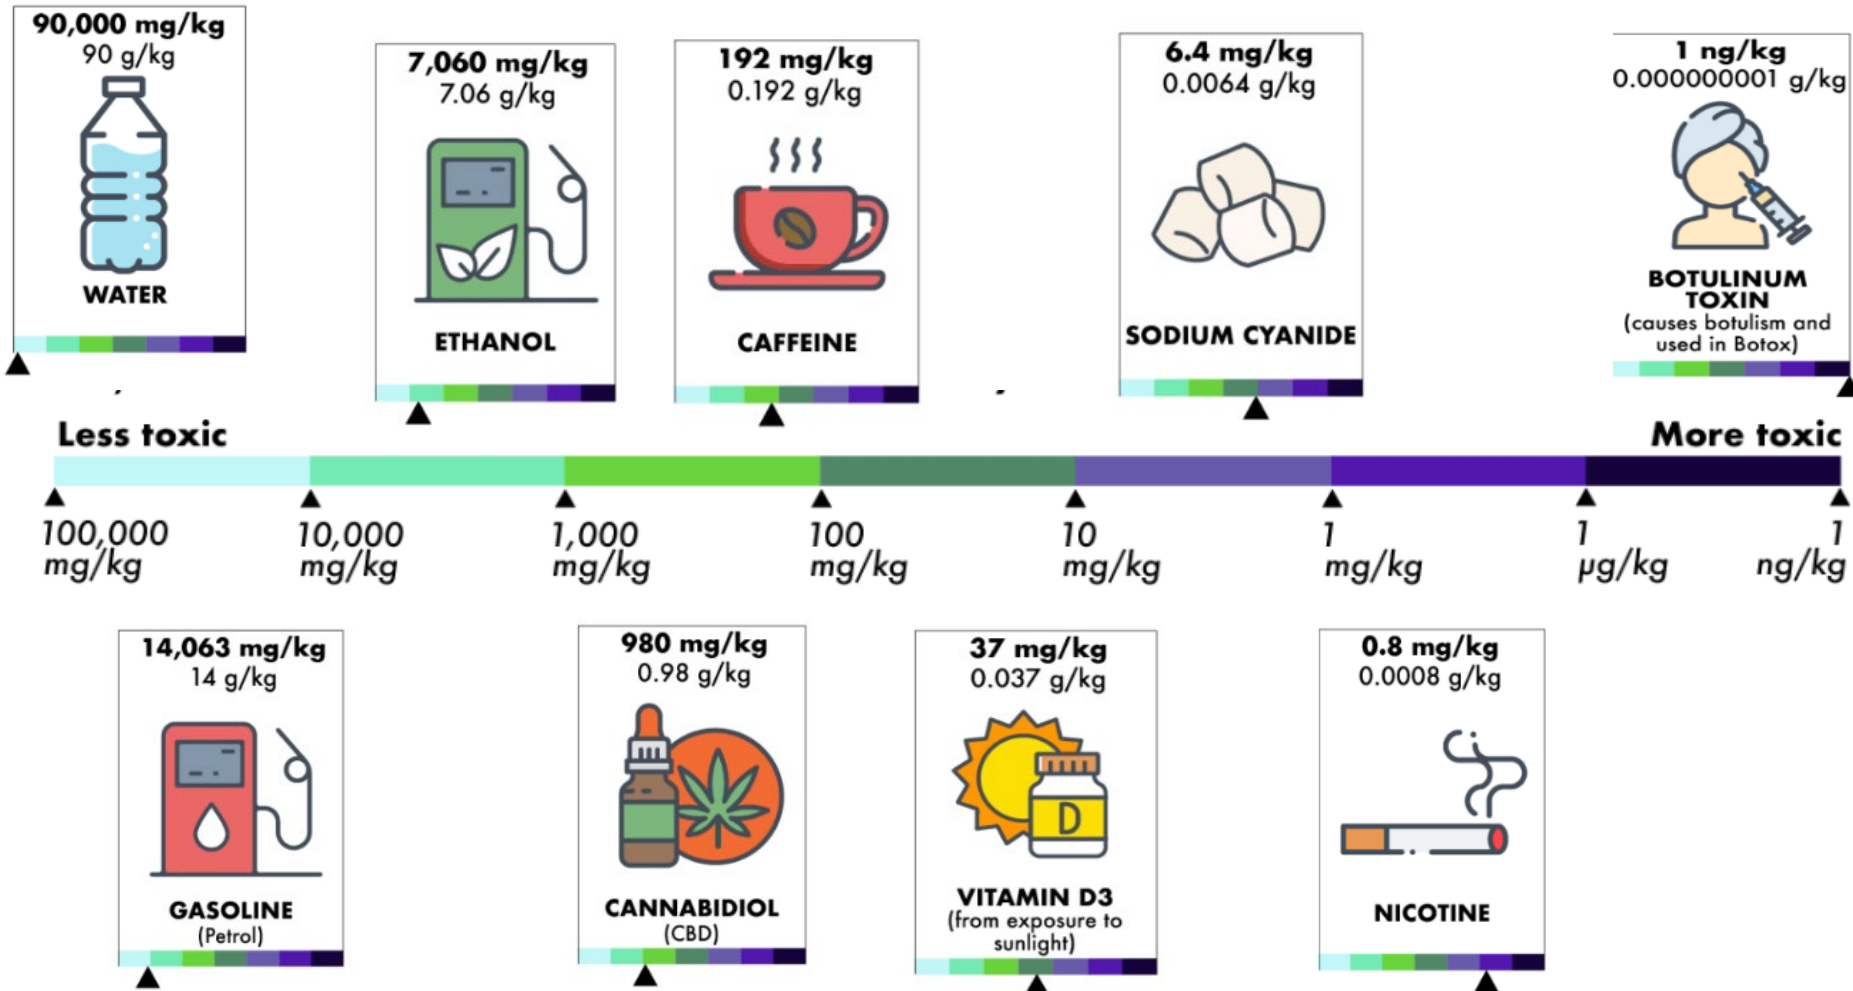 90,000 mg/kg
90 g/kg
WATER
7,060 mg/kg
7.06 g/kg
ETHANOL
192 mg/kg
0.192 g/kg
CAFFEINE
6.4 mg/kg
0.0064 g/kg
SODIUM CYANIDE
1 ng/kg
0.000000001 g/kg
BOTULINUM
TOXIN
(causes botulism and
used in Botox)
Less toxic
More toxic
100,000
mg/kg
10,000
mg/kg
1,000
mg/kg
100
mg/kg
10
mg/kg
1
mg/kg
1
µg/kg
1
ng/kg
14,063 mg/kg
14 g/kg
GASOLINE
(Petrol)
980 mg/kg
0.98 g/kg
CANNABIDIOL
(CBD)
37 mg/kg
0.037 g/kg
D
VITAMIN D3
(from exposure to
sunlight)
0.8 mg/kg
0.0008 g/kg
NICOTINE